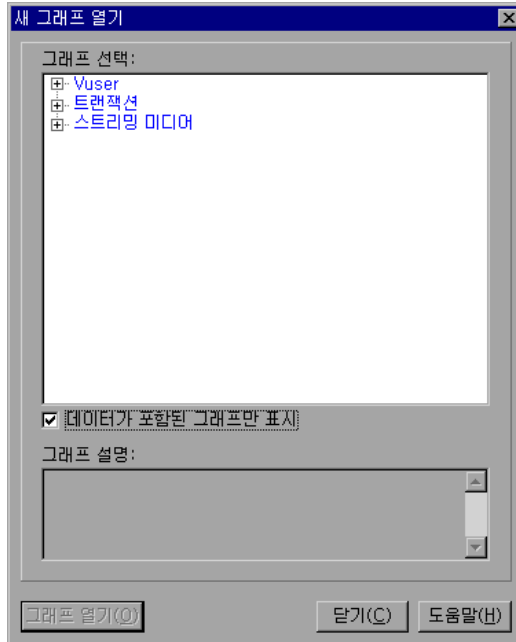 새 그래프 열기
그래프 선택:
Vuser
트랜잭션
스트리밍 미디어
데이터가 포함된 그래프만 표시
그래프 설명:
그래프 열기(O) 닫기(C) 도움말(H)